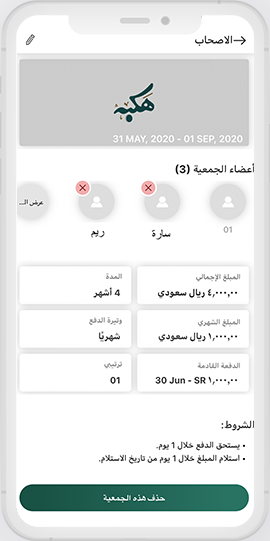 الاصحاب
هكبة
31 MAY, 2020 - 01 SEP, 2020
أعضاء الجمعية (3)
01
سارة
ريم
عرض الـ...
المبلغ الإجمالي
٤,٠٠٠,٠٠ ريال سعودي
المدة
4 أشهر
المبلغ الشهري
١,٠٠٠,٠٠ ريال سعودي
وتيرة الدفع
شهريًا
الدفعة القادمة
30 Jun - SR ١,٠٠٠,٠٠
ترتيبي
01
الشروط:
• يستحق الدفع خلال 1 يوم.
• استلام المبلغ خلال 1 يوم من تاريخ الاستلام.
حذف هذه الجمعية